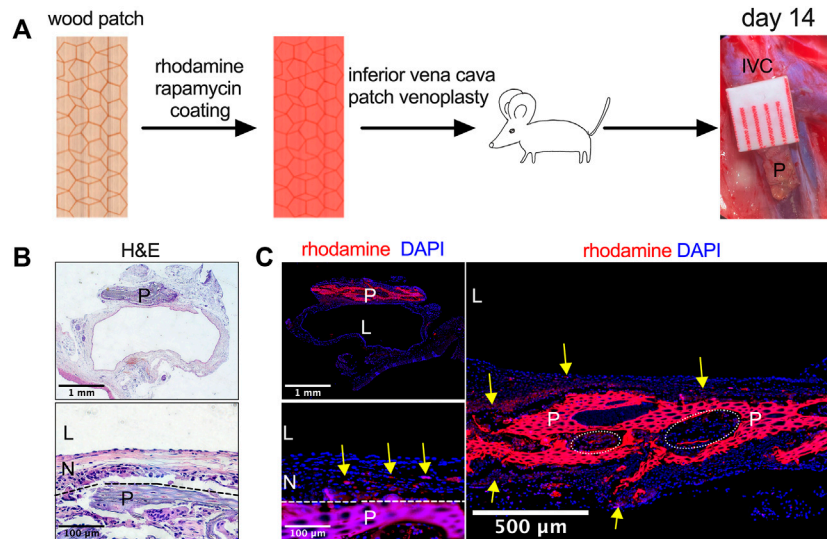 A
wood patch
rhodamine
rapamycin
coating
inferior vena cava
patch venoplasty
day 14
IVC
P
B
H&E
P
1 mm
L
N
P
100 µm
C
rhodamine DAPI
P
L
1 mm
L
N
P
100 µm
rhodamine DAPI
L
P
P
500 µm